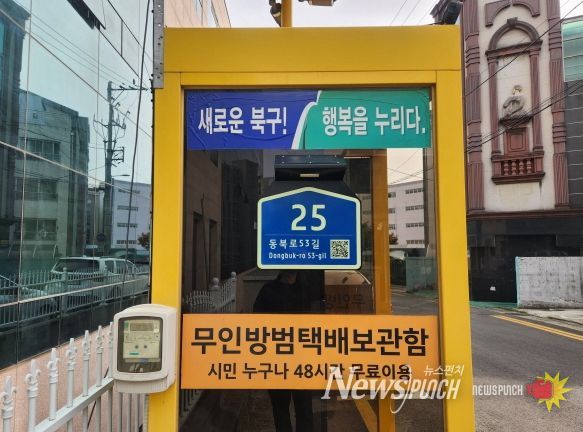 새로운 북구! 행복을 누리다.
25
동북로53길
Dongbuk-ro 53-gil
무인방범택배보관함
시민 누구나 48시간 무료이용
뉴스펀치
NewsPunch
NEWSPUNCH